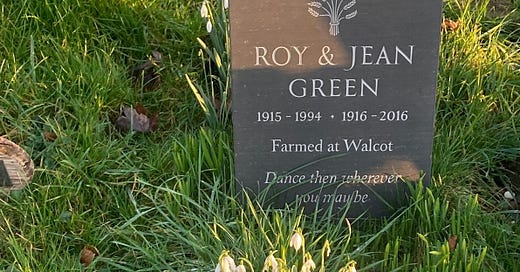 ROY & JEAN
GREEN
1915 - 1994 • 1916 - 2016
Farmed at Walcot
Dance then wherever
you may be